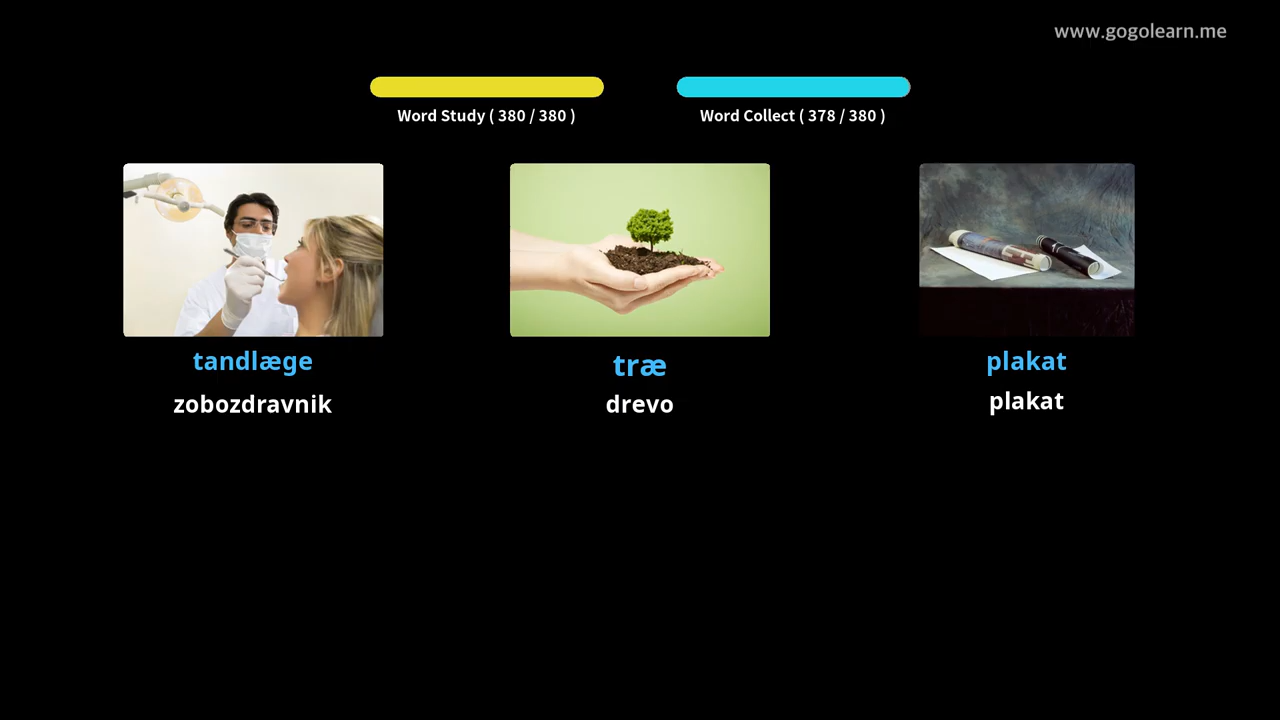 www.gogolearn.me
Word Study ( 380 / 380 )
Word Collect ( 378 / 380 )
tandlæge
zobozdravnik
træ
drevo
plakat
plakat